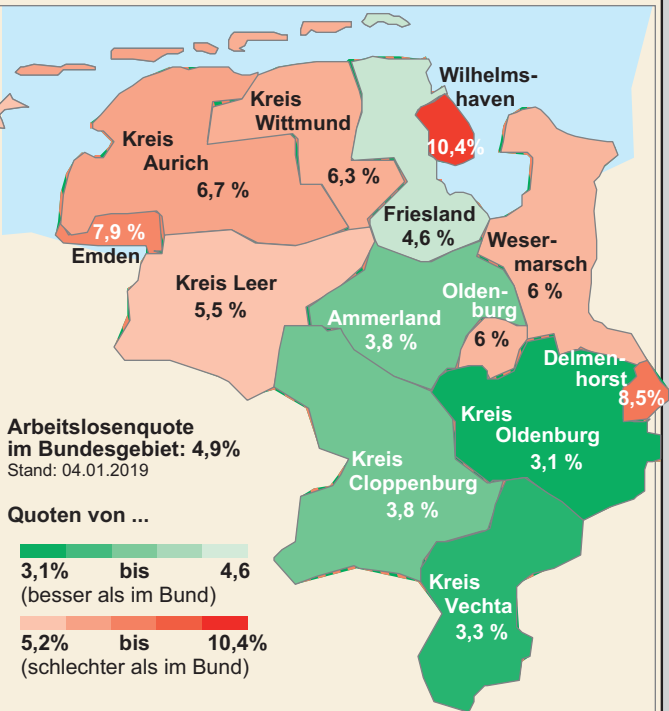 Wilhelms-
haven
10,4%
Kreis
Wittmund
6,3 %
Kreis
Aurich
6,7 %
Friesland
4,6 %
7,9 %
Emden
Weser-
marsch
6 %
Kreis Leer
5,5 %
Olden-
burg
6 %
Ammerland
3,8 %
Delmen-
horst
8,5%
Kreis
Oldenburg
3,1 %
Kreis
Cloppenburg
3,8 %
Kreis
Vechta
3,3 %
Arbeitslosenquote
im Bundesgebiet: 4,9%
Stand: 04.01.2019
Quoten von ...
3,1% bis 4,6
(besser als im Bund)
5,2% bis 10,4%
(schlechter als im Bund)